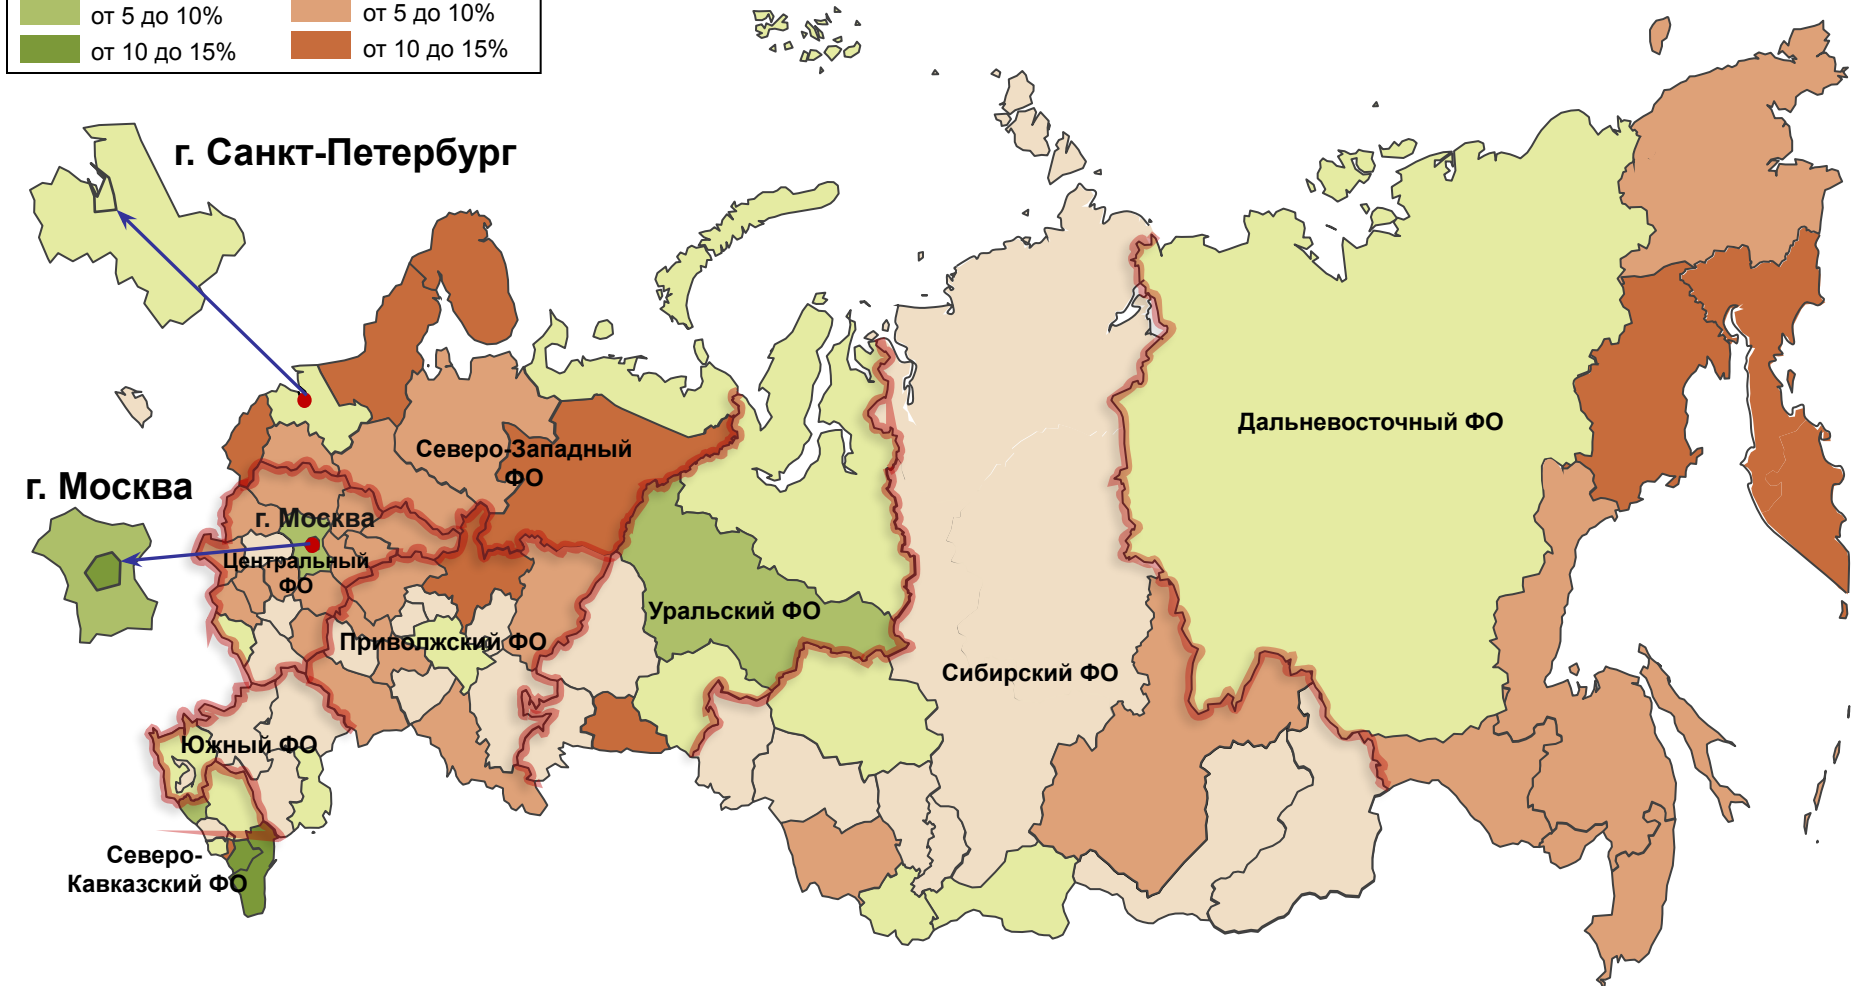 от 5 до 10%
от 5 до 10%
от 10 до 15%
от 10 до 15%
г. Санкт-Петербург
Дальневосточный ФО
Северо-Западный
ФО
г. Москва
г. Москва
Центральный
ФО
Уральский ФО
Приволжский ФО
Сибирский ФО
Южный ФО
Северо-
Кавказский ФО